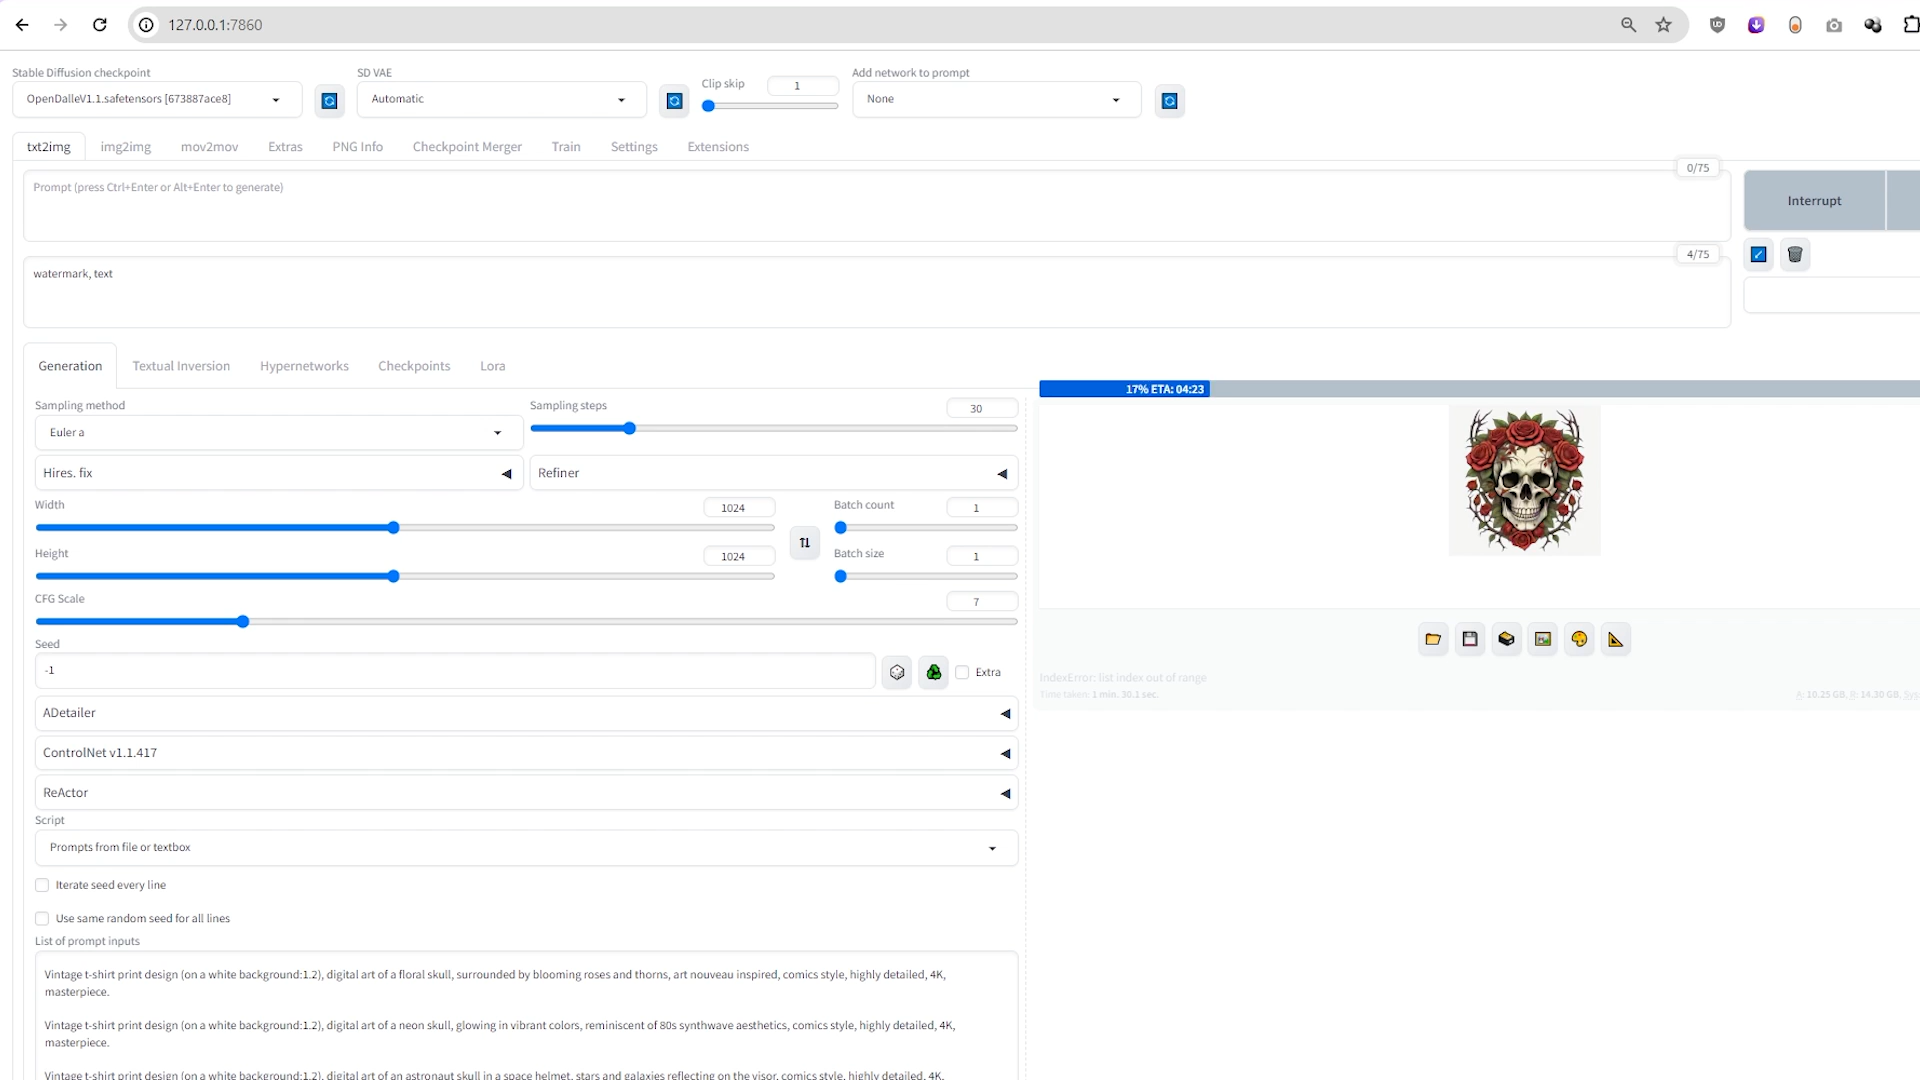 127.0.0.1:7860
Stable Diffusion checkpoint
SD VAE
Clip skip
1
Add network to prompt
OpenDalleV1.1.safetensors [673887ace8]
Automatic
None
txt2img
img2img
mov2mov
Extras
PNG Info
Checkpoint Merger
Train
Settings
Extensions
0/75
Prompt (press Ctrl+Enter or Alt+Enter to generate)
Interrupt
4/75
watermark, text
Generation
Textual Inversion
Hypernetworks
Checkpoints
Lora
17% ETA: 04:23
Sampling method
Euler a
Sampling steps
30
Hires. fix
Refiner
Width
1024
Batch count
1
Height
1024
Batch size
1
CFG Scale
7
Seed
-1
Extra
IndexError: list index out of range
Time taken: 1 min. 30.1 sec.
A: 10.25 GB, R: 14.30 GB, Sys
ADetailer
ControlNet v1.1.417
ReActor
Script
Prompts from file or textbox
Iterate seed every line
Use same random seed for all lines
List of prompt inputs
Vintage t-shirt print design (on a white background:1.2), digital art of a floral skull, surrounded by blooming roses and thorns, art nouveau inspired, comics style, highly detailed, 4K,
masterpiece.
Vintage t-shirt print design (on a white background:1.2), digital art of a neon skull, glowing in vibrant colors, reminiscent of 80s synthwave aesthetics, comics style, highly detailed, 4K,
masterpiece.
Vintage t-shirt print design (on a white background:1.2), digital art of an astronaut skull in a space helmet, stars and galaxies reflecting on the visor, comics style, highly detailed, 4K,